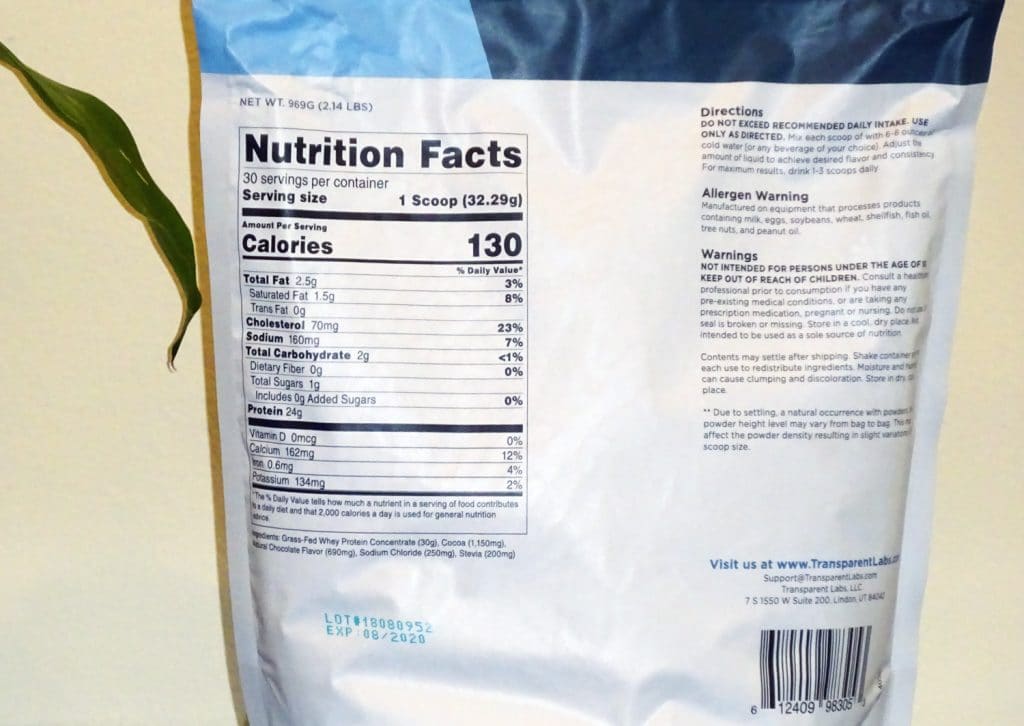 NET WT. 969G (2.14 LBS)
Nutrition Facts
30 servings per container
Serving size 1 Scoop (32.29g)
Amount Per Serving
Calories 130
% Daily Value*
Total Fat 2.5g 3%
Saturated Fat 1.5g 8%
Trans Fat 0g
Cholesterol 70mg 23%
Sodium 160mg 7%
Total Carbohydrate 2g <1%
Dietary Fiber 0g 0%
Total Sugars 1g
Includes 0g Added Sugars 0%
Protein 24g
Vitamin D 0mcg 0%
Calcium 162mg 12%
Iron 0.6mg 4%
Potassium 134mg 2%
*The % Daily Value tells how much a nutrient in a serving of food contributes
to a daily diet and that 2,000 calories a day is used for general nutrition
advice.
Ingredients: Grass-Fed Whey Protein Concentrate (30g), Cocoa (1,150mg),
Natural Chocolate Flavor (690mg), Sodium Chloride (250mg), Stevia (200mg)
LOT#18080952
EXP 08/2020
Directions
DO NOT EXCEED RECOMMENDED DAILY INTAKE. USE
ONLY AS DIRECTED. Mix each scoop of with 6-8 ounces of
cold water (or any beverage of your choice). Adjust the
amount of liquid to achieve desired flavor and consistency
For maximum results, drink 1-3 scoops daily
Allergen Warning
Manufactured on equipment that processes products
containing milk, eggs, soybeans, wheat, shellfish, fish oil,
tree nuts, and peanut oil.
Warnings
NOT INTENDED FOR PERSONS UNDER THE AGE OF
KEEP OUT OF REACH OF CHILDREN. Consult a
professional prior to consumption if you have any
pre-existing medical conditions, or are taking any
prescription medication, pregnant or nursing. Do not
seal is broken or missing. Store in a cool, dry place. Not
intended to be used as a sole source of nutrition
Contents may settle after shipping. Shake container
each use to redistribute ingredients. Moisture and
can cause clumping and discoloration. Store in dry,
place.
** Due to settling, a natural occurrence with powders,
powder height level may vary from bag to bag. This
affect the powder density resulting in slight
scoop size.
Visit us at www.TransparentLabs.
Support@TransparentLabs.com
Transparent Labs, LLC
7 S 1550 W Suite 200, Lindon, UT 84042
6 12409 98305